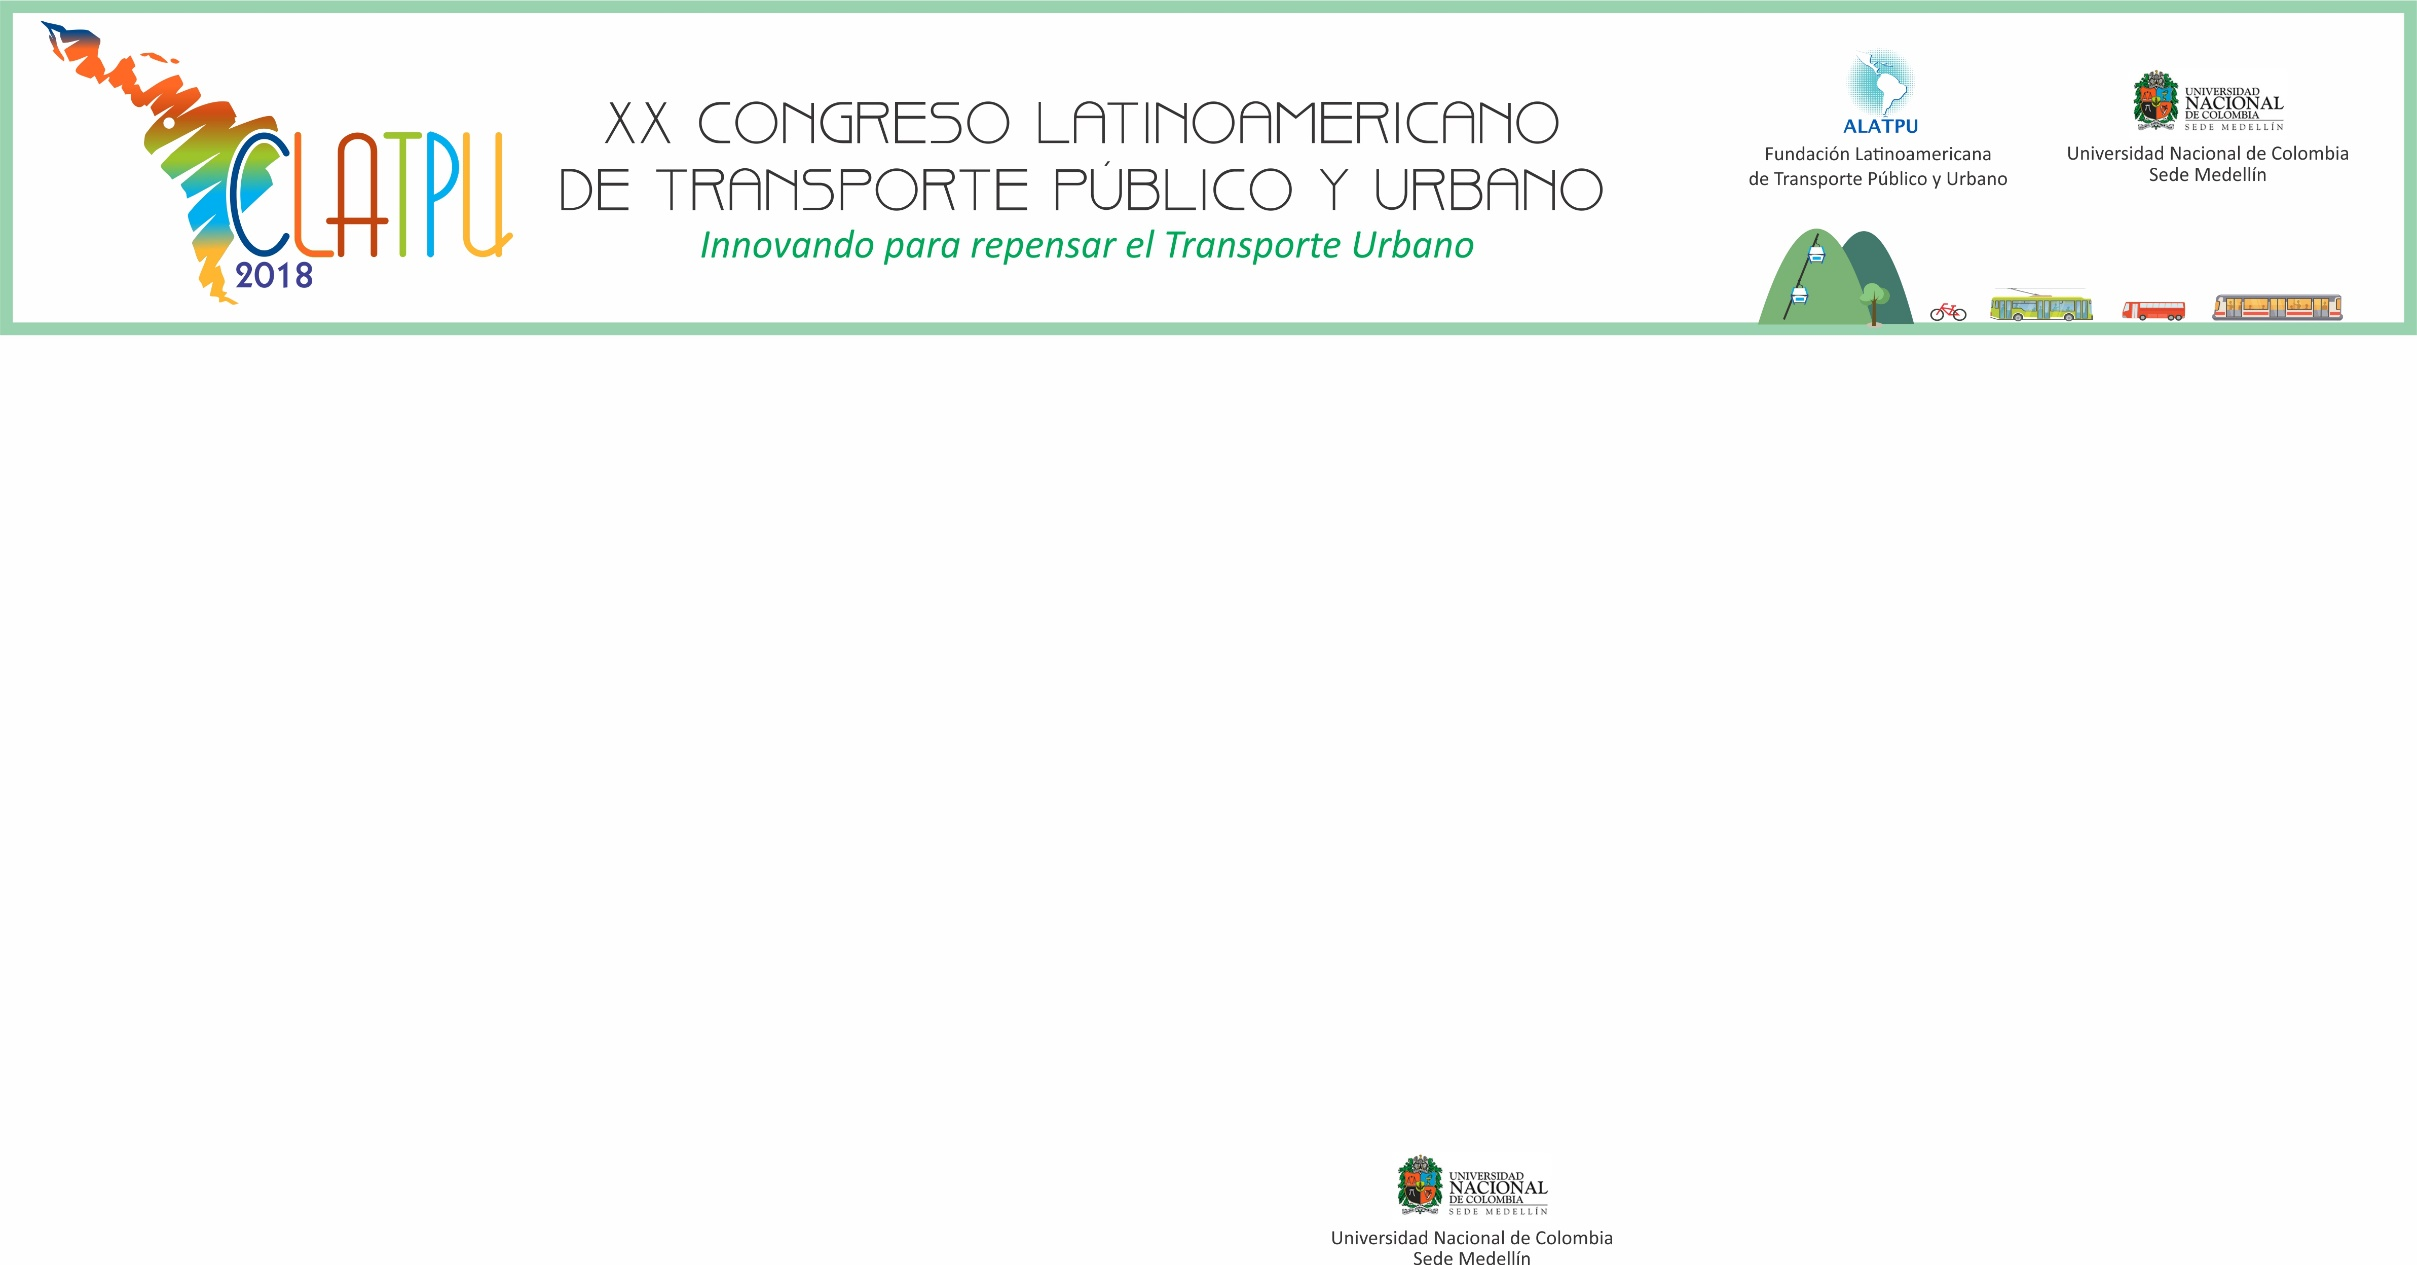 CLATPU
2018
XX CONGRESO LATINOAMERICANO
DE TRANSPORTE PÚBLICO Y URBANO
Innovando para repensar el Transporte Urbano
ALATPU
Fundación Latinoamericana
de Transporte Público y Urbano
UNIVERSIDAD
NACIONAL
DE COLOMBIA
SEDE MEDELLÍN
Universidad Nacional de Colombia
Sede Medellín
UNIVERSIDAD
NACIONAL
DE COLOMBIA
SEDE MEDELLÍN
Universidad Nacional de Colombia
Sede Medellín